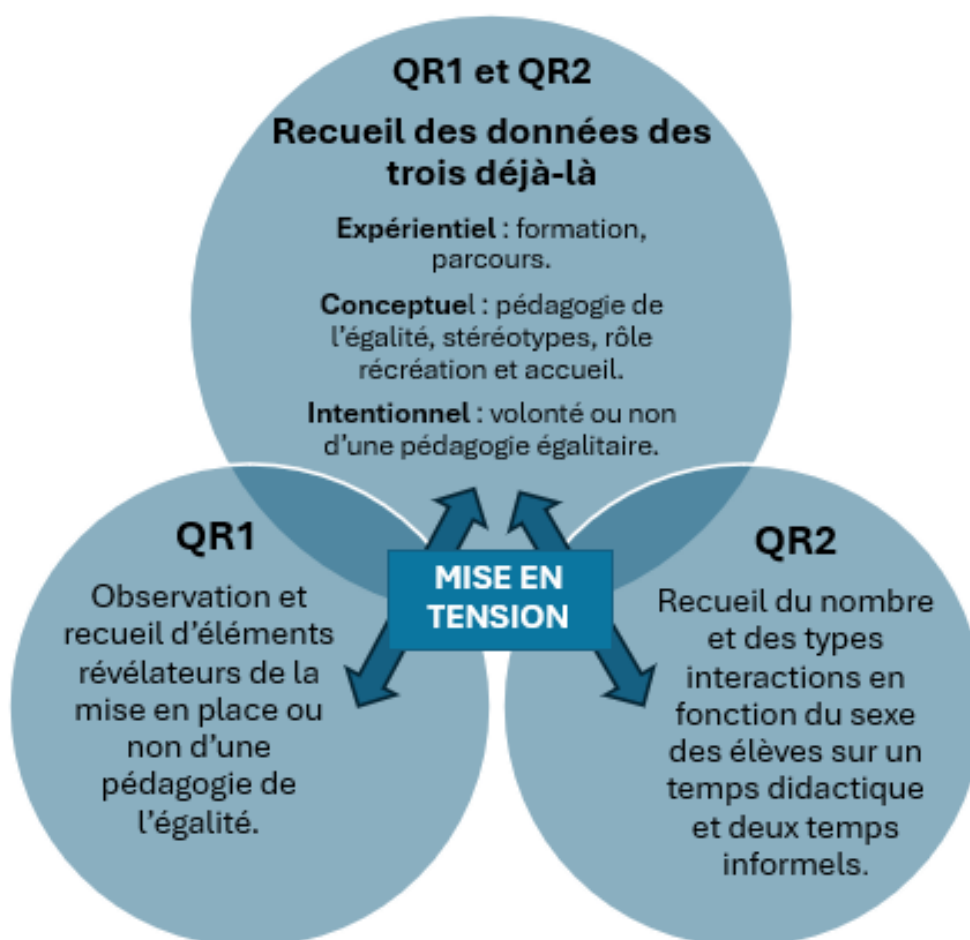 QR1 et QR2
Recueil des données des
trois déjà-là
Expérientiel : formation,
parcours.
Conceptuel : pédagogie de
l'égalité, stéréotypes, rôle
récréation et accueil.
Intentionnel : volonté ou non
d'une pédagogie égalitaire.
QR1
Observation et
recueil d'éléments
révélateurs de la
mise en place ou
non d'une
pédagogie de
l'égalité.
MISE EN
TENSION
QR2
Recueil du nombre
et des types
interactions en
fonction du sexe
des élèves sur un
temps didactique
et deux temps
informels.